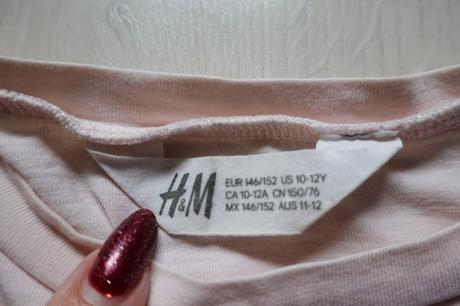 H&M
EUR 146/152 US 10-12Y
CA 10-12A CN 150/76
MX 146/152 AUS 11-12